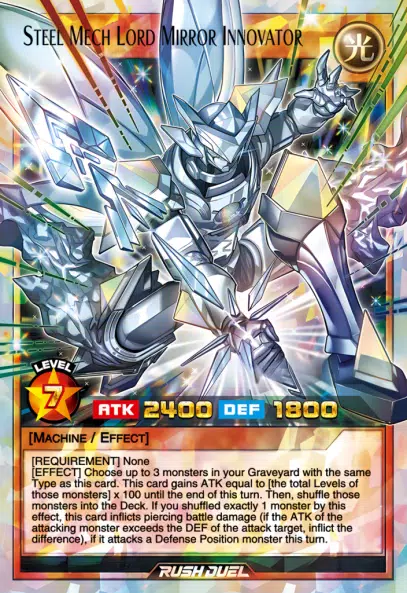 Steel Mech Lord Mirror Innovator
光
LEVEL
7
ATK 2400 DEF 1800
[Machine / Effect]
[REQUIREMENT] None
[EFFECT] Choose up to 3 monsters in your Graveyard with the same
Type as this card. This card gains ATK equal to [the total Levels of
those monsters] x 100 until the end of this turn. Then, shuffle those
monsters into the Deck. If you shuffled exactly 1 monster by this
effect, this card inflicts piercing battle damage (if the ATK of the
attacking monster exceeds the DEF of the attack target, inflict the
difference), if it attacks a Defense Position monster this turn.
RUSH DUEL